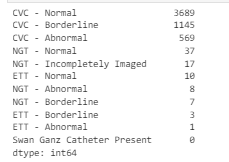 CVC - Normal 3689
CVC - Borderline 1145
CVC - Abnormal 569
NGT - Normal 37
NGT - Incompletely Imaged 17
ETT - Normal 10
NGT - Abnormal 8
NGT - Borderline 7
ETT - Borderline 3
ETT - Abnormal 1
Swan Ganz Catheter Present 0
dtype: int64